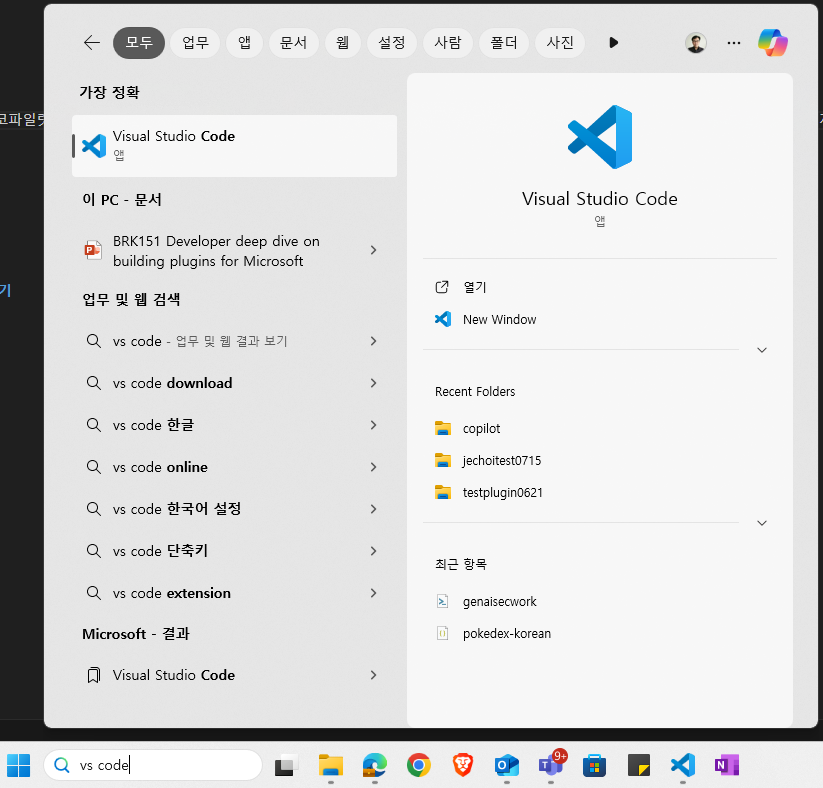 모두 업무 앱 문서 웹 설정 사람 폴더 사진
가장 정확
Visual Studio Code
앱
이 PC - 문서
BRK151 Developer deep dive on
building plugins for Microsoft
업무 및 웹 검색
vs code - 업무 및 웹 결과 보기
vs code download
vs code 한글
vs code online
vs code 한국어 설정
vs code 단축키
vs code extension
Microsoft - 결과
Visual Studio Code
Visual Studio Code
앱
열기
New Window
Recent Folders
copilot
jechoitest0715
testplugin0621
최근 항목
genaisecwork
pokedex-korean
코파일럿
기
vs code
9+